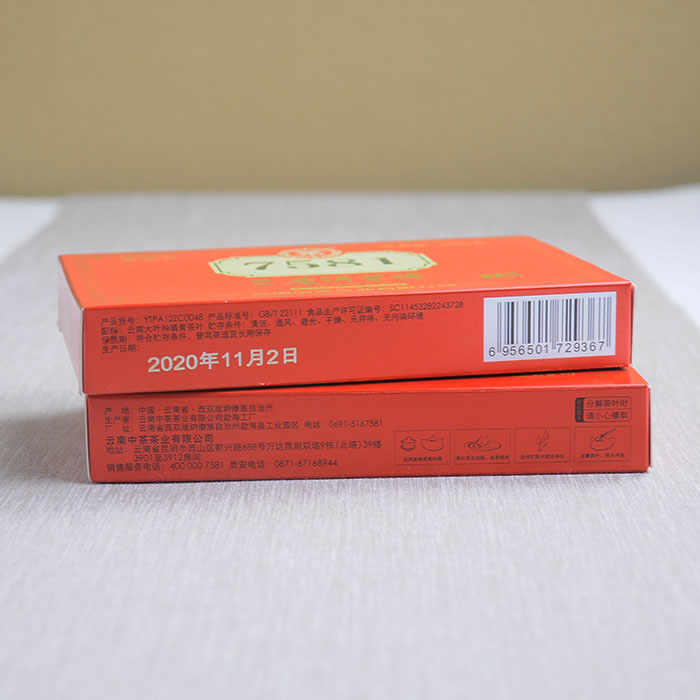 7581
产品货号：YTPA12ZC0048 产品标准号：GB/T 22111 食品生产许可证编号：SC11453282243728
配料：云南大叶种晒青茶叶 贮存条件：清洁、通风、避光、干燥、无异味、无污染环境
保质期：符合贮存条件，普洱茶适宜长期保存
生产日期：
2020年11月2日
6 956501 729367
产 地：中国·云南省·西双版纳傣族自治州
生产者：云南中茶茶业有限公司勐海工厂
厂 址：云南省西双版纳傣族自治州勐海县工业园区 电话：0691-5167581
云南中茶茶业有限公司
地址：云南省昆明市西山区前兴路688号万达昆明双塔9栋（北塔）39楼
3901至3912房间
销售服务电话：400 000 7581 质安电话：0871-67168944
分解茶叶时
请小心撬取